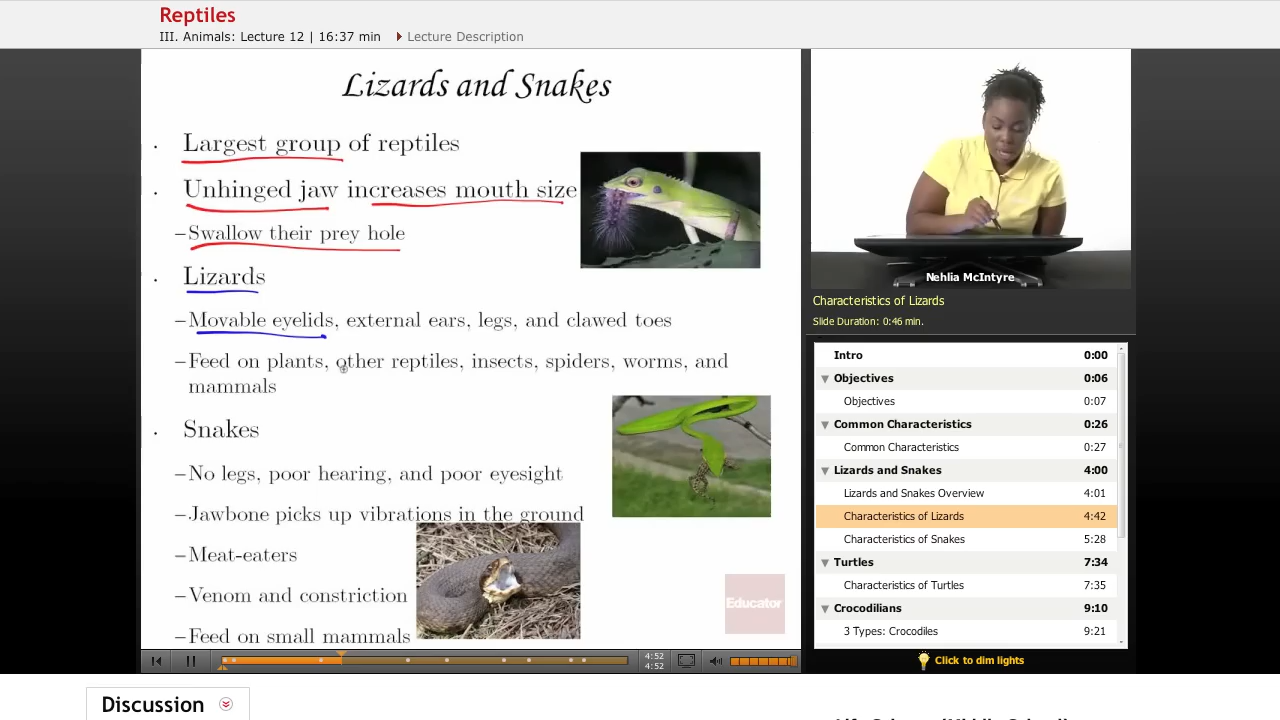 Reptiles
III. Animals: Lecture 12 | 16:37 min Lecture Description
Lizards and Snakes
· Largest group of reptiles
· Unhinged jaw increases mouth size
–Swallow their prey hole
· Lizards
–Movable eyelids, external ears, legs, and clawed toes
–Feed on plants, other reptiles, insects, spiders, worms, and
mammals
· Snakes
–No legs, poor hearing, and poor eyesight
–Jawbone picks up vibrations in the ground
–Meat-eaters
–Venom and constriction
–Feed on small mammals
Educator
4:52
4:52
Nehlia McIntyre
Characteristics of Lizards
Slide Duration: 0:46 min.
Intro 0:00
Objectives 0:06
Objectives 0:07
Common Characteristics 0:26
Common Characteristics 0:27
Lizards and Snakes 4:00
Lizards and Snakes Overview 4:01
Characteristics of Lizards 4:42
Characteristics of Snakes 5:28
Turtles 7:34
Characteristics of Turtles 7:35
Crocodilians 9:10
3 Types: Crocodiles 9:21
Click to dim lights
Discussion